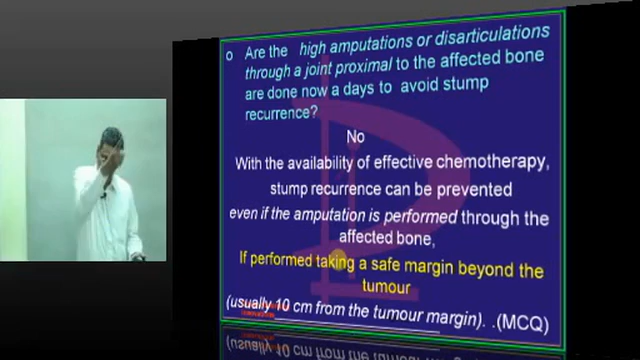 o Are the high amputations or disarticulations
through a joint proximal to the affected bone
are done now a days to avoid stump
recurrence?
No
With the availability of effective chemotherapy,
stump recurrence can be prevented
even if the amputation is performed through the
affected bone,
If performed taking a safe margin beyond the
tumour
(usually 10 cm from the tumour margin). .(MCQ)